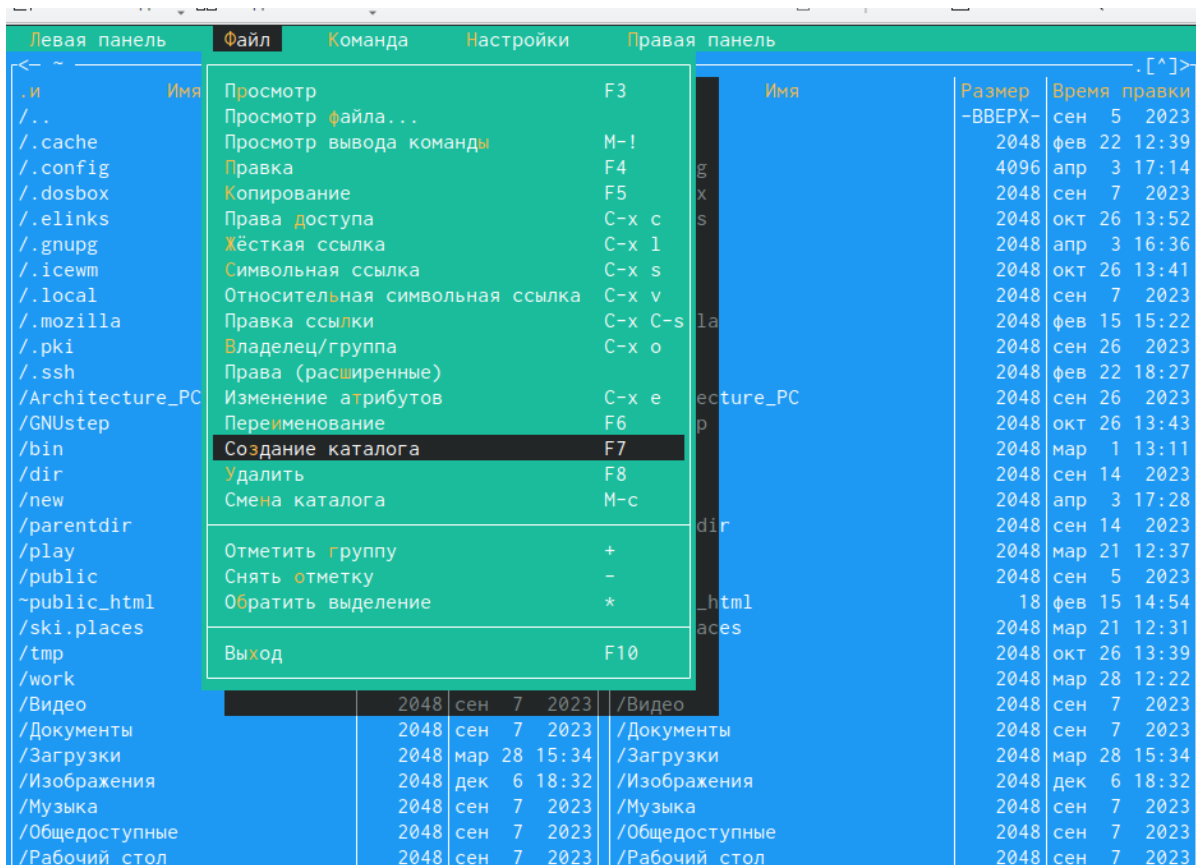 Левая панель Файл Команда Настройки Правая панель
<- ~ .[^]>
.и Имя Просмотр F3 Имя Размер Время правки
/.. Просмотр файла... -ВВЕРХ- сен 5 2023
/.cache Просмотр вывода команды M-! 2048 фев 22 12:39
/.config Правка F4 g 4096 апр 3 17:14
/.dosbox Копирование F5 x 2048 сен 7 2023
/.elinks Права доступа C-x c s 2048 окт 26 13:52
/.gnupg Жёсткая ссылка C-x l 2048 апр 3 16:36
/.icewm Символьная ссылка C-x s 2048 окт 26 13:41
/.local Относительная символьная ссылка C-x v 2048 сен 7 2023
/.mozilla Правка ссылки C-x C-s la 2048 фев 15 15:22
/.pki Владелец/группа C-x o 2048 сен 26 2023
/.ssh Права (расширенные) 2048 фев 22 18:27
/Architecture_PC Изменение атрибутов C-x e ecture_PC 2048 сен 26 2023
/GNUstep Переименование F6 p 2048 окт 26 13:43
/bin Создание каталога F7 2048 мар 1 13:11
/dir Удалить F8 2048 сен 14 2023
/new Смена каталога M-c 2048 апр 3 17:28
/parentdir dir 2048 сен 14 2023
/play Отметить группу + 2048 мар 21 12:37
/public Снять отметку - 2048 сен 5 2023
~public_html Обратить выделение * _html 18 фев 15 14:54
/ski.places aces 2048 мар 21 12:31
/tmp Выход F10 2048 окт 26 13:39
/work 2048 мар 28 12:22
/Видео 2048 сен 7 2023 /Видео 2048 сен 7 2023
/Документы 2048 сен 7 2023 /Документы 2048 сен 7 2023
/Загрузки 2048 мар 28 15:34 /Загрузки 2048 мар 28 15:34
/Изображения 2048 дек 6 18:32 /Изображения 2048 дек 6 18:32
/Музыка 2048 сен 7 2023 /Музыка 2048 сен 7 2023
/Общедоступные 2048 сен 7 2023 /Общедоступные 2048 сен 7 2023
/Рабочий стол 2048 сен 7 2023 /Рабочий стол 2048 сен 7 2023